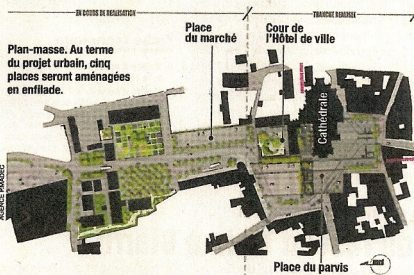 EN COURS DE RÉALISATION
TRANCHE RÉALISÉE
Plan-masse. Au terme
du projet urbain, cinq
places seront aménagées
en enfilade.
Place
du marché
Cour de
l'Hôtel de ville
Cathédrale
Place du parvis